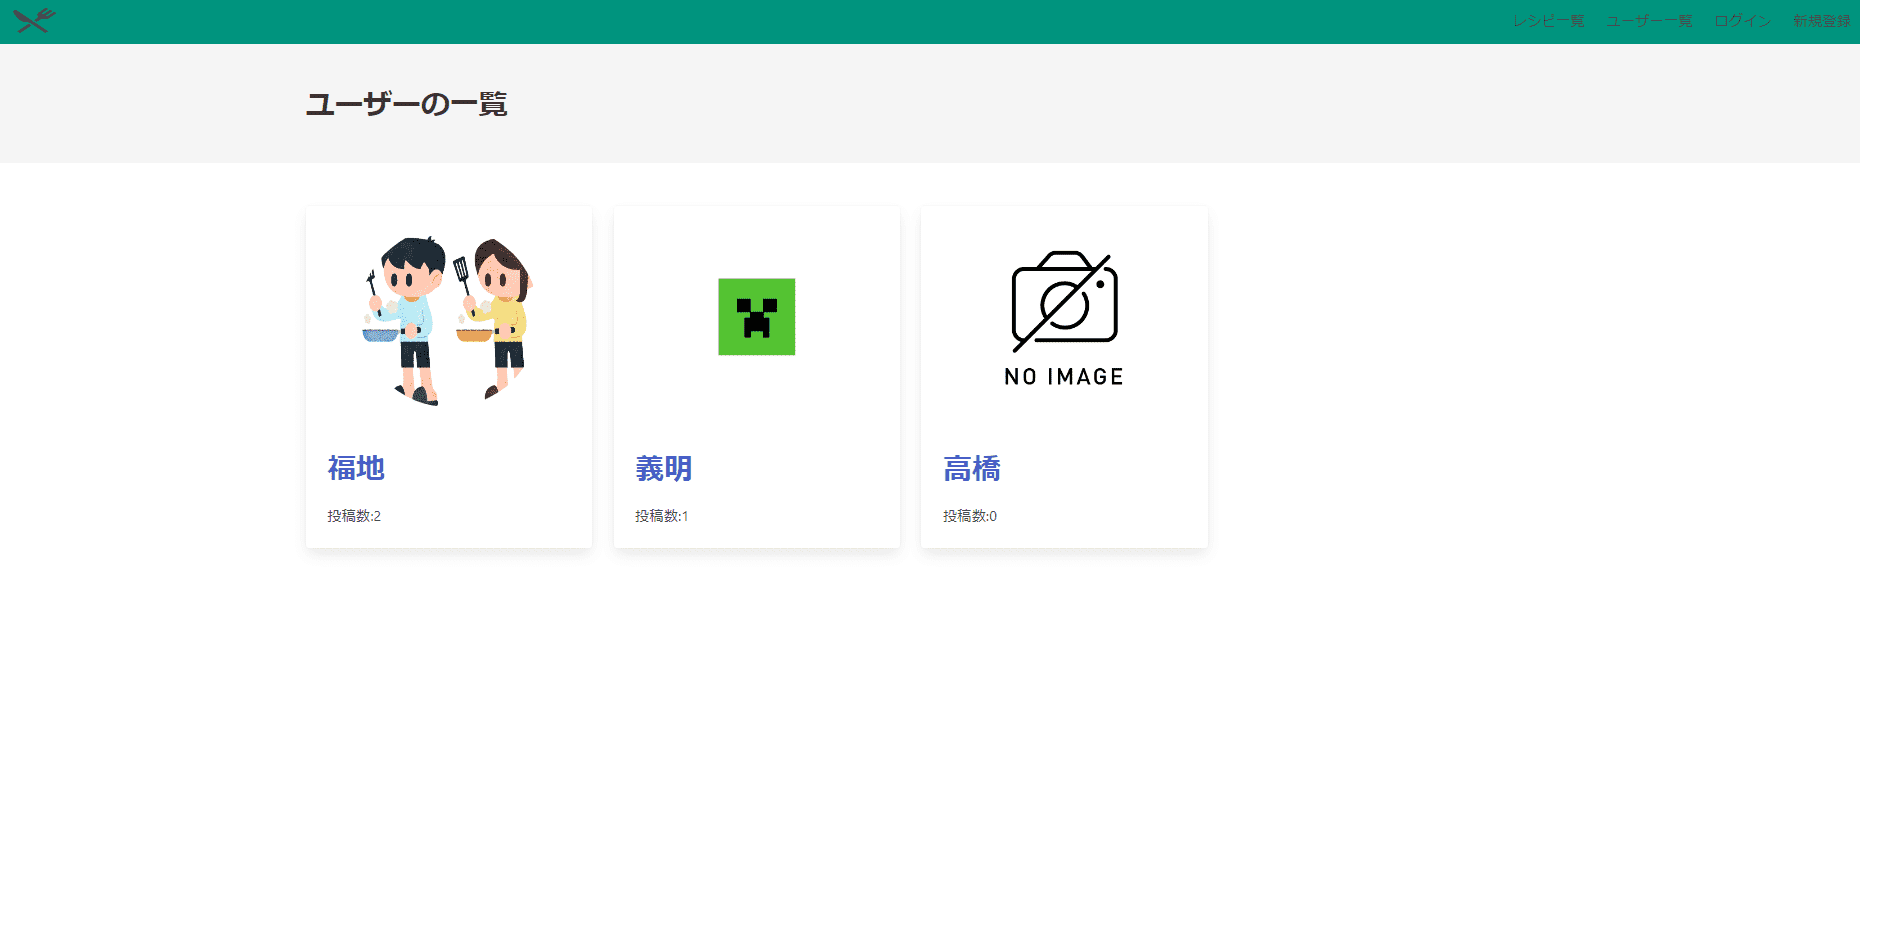 レシピ一覧 ユーザー一覧 ログイン 新規登録
ユーザーの一覧
NO IMAGE
福地
義明
高橋
投稿数:2
投稿数:1
投稿数:0